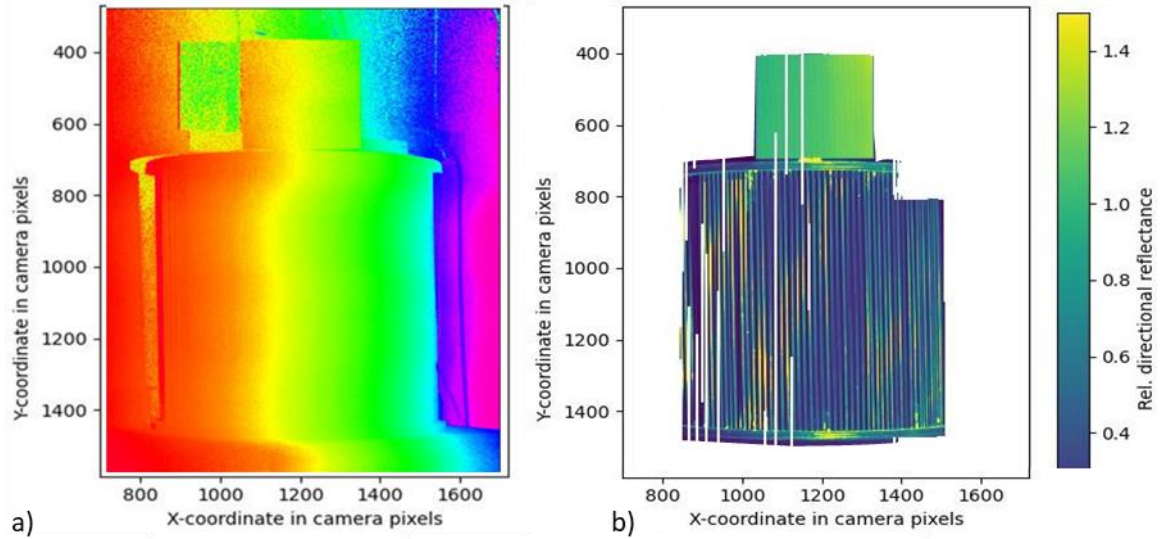 400
600
800
1000
1200
1400
Y-coordinate in camera pixels
800 1000 1200 1400 1600
X-coordinate in camera pixels
a)
400
600
800
1000
1200
1400
Y-coordinate in camera pixels
800 1000 1200 1400 1600
X-coordinate in camera pixels
b)
1.4
1.2
1.0
0.8
0.6
0.4
Rel. directional reflectance